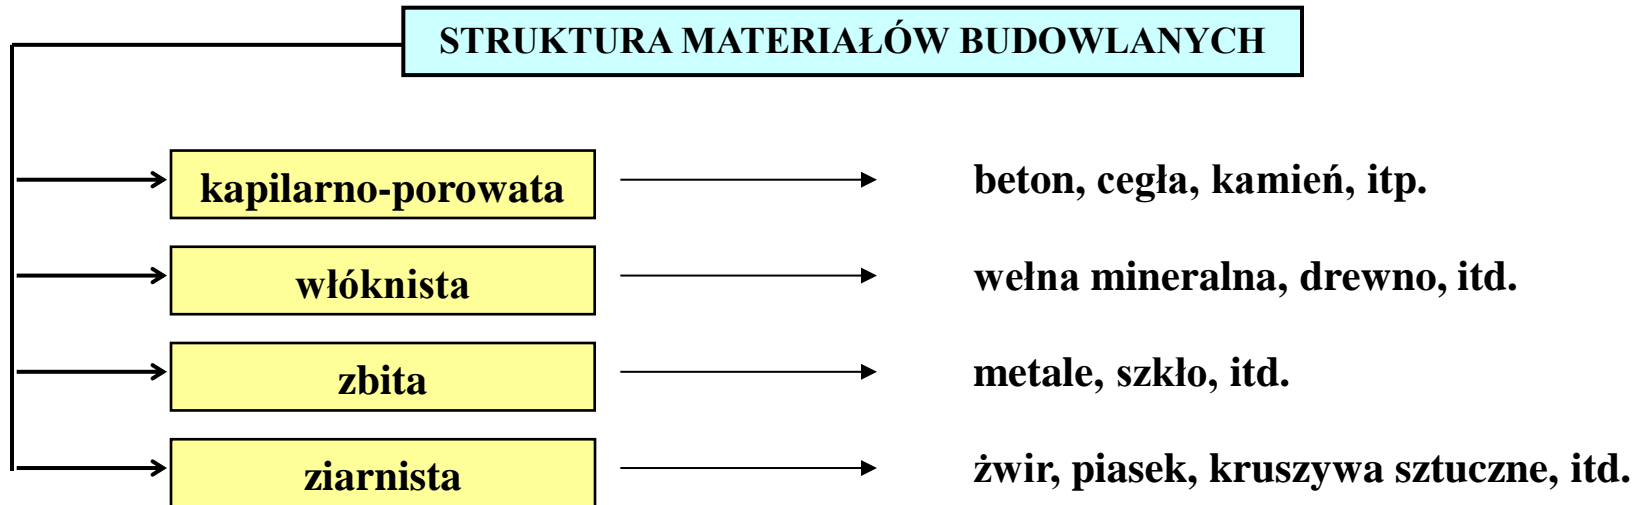 STRUKTURA MATERIAŁÓW BUDOWLANYCH
kapilarno-porowata
beton, cegła, kamień, itp.
włóknista
wełna mineralna, drewno, itd.
zbita
metale, szkło, itd.
ziarnista
żwir, piasek, kruszywa sztuczne, itd.